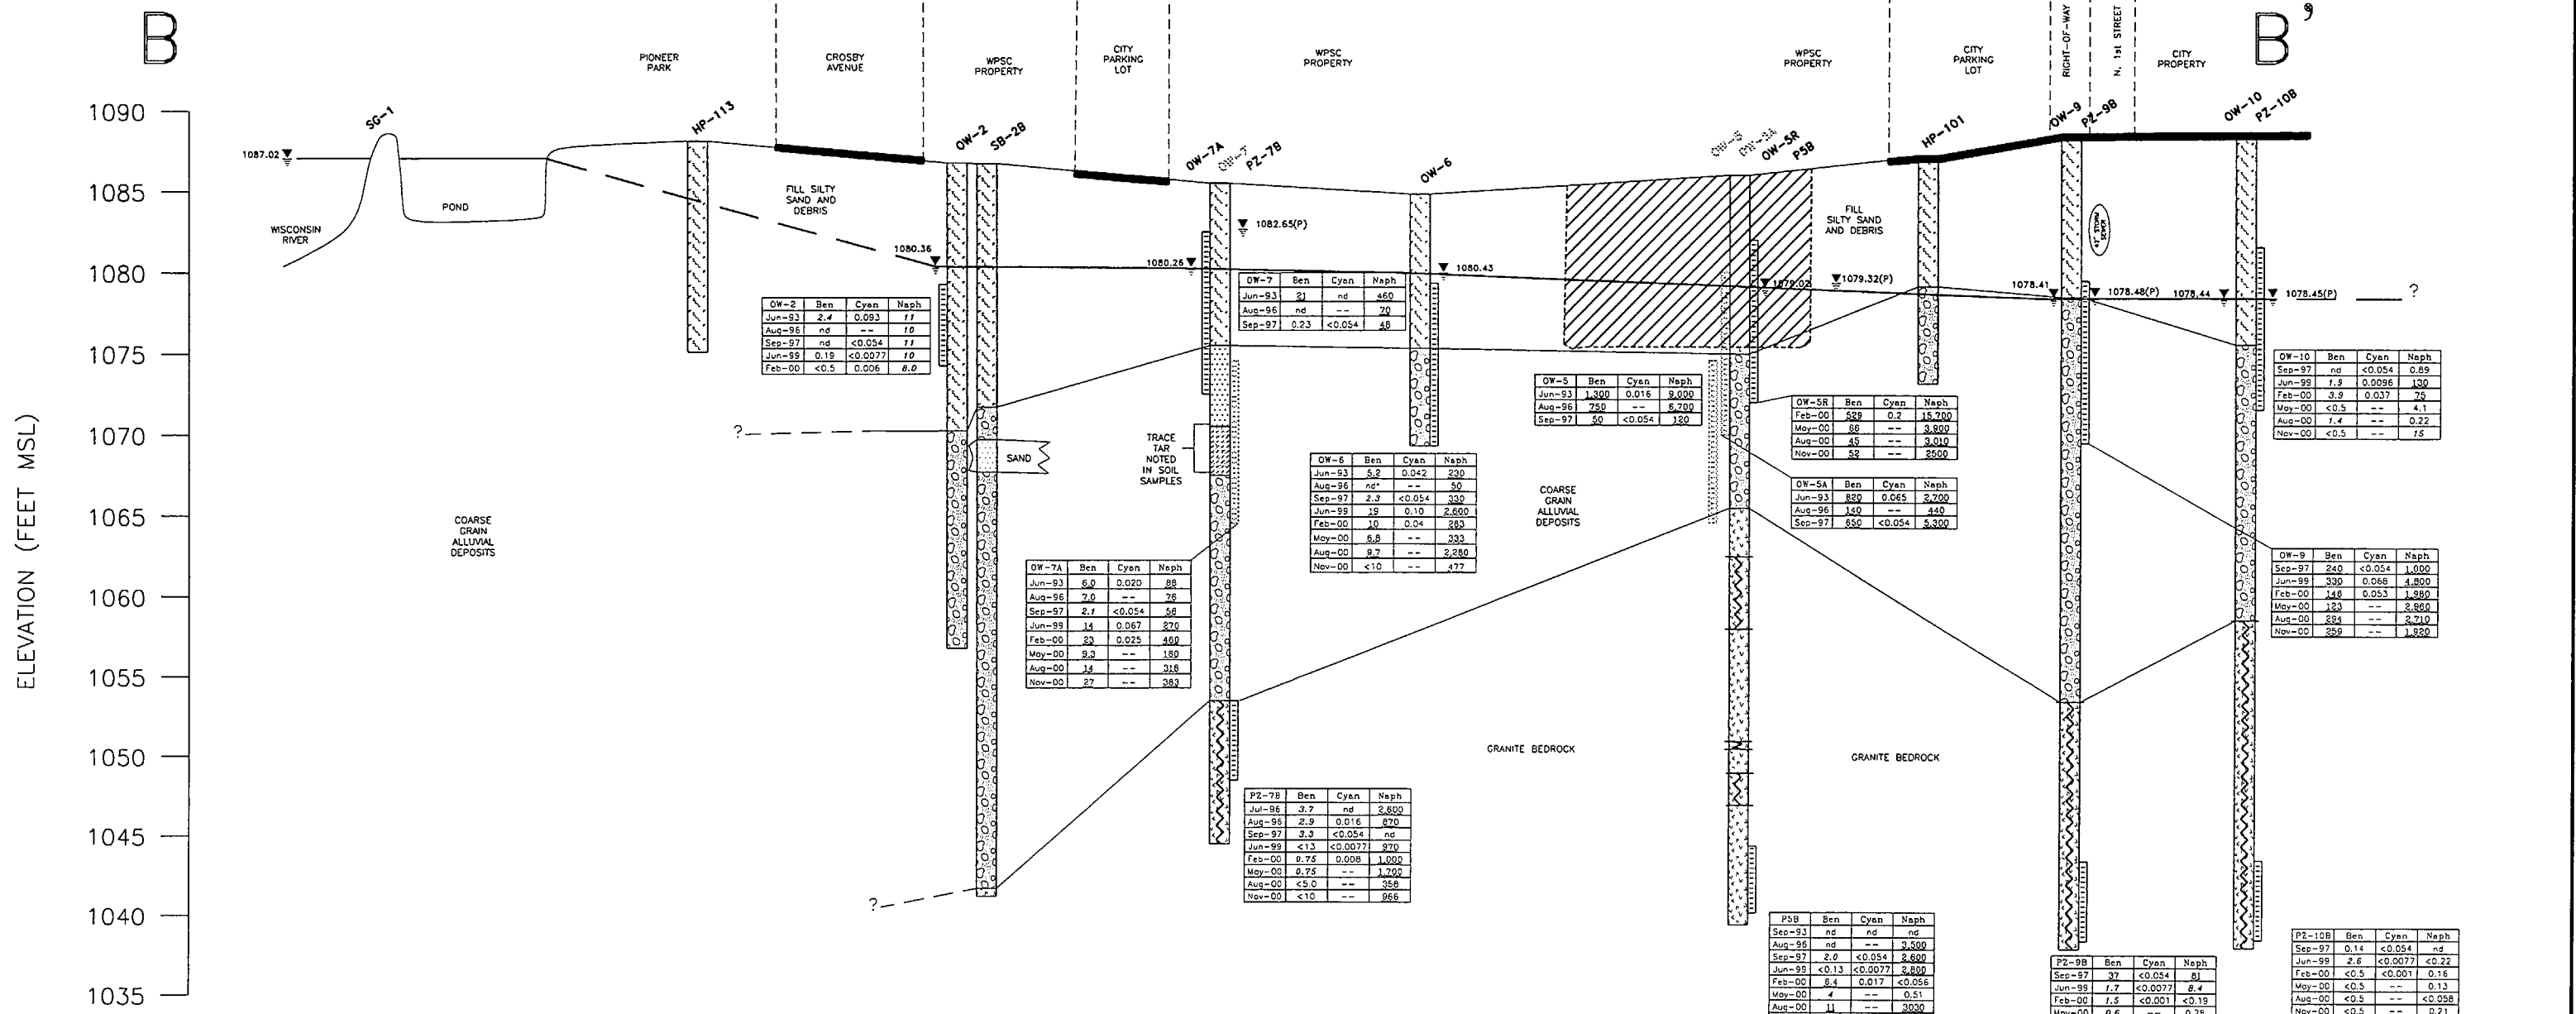 B
B'
PIONEER
PARK
CROSBY
AVENUE
WPSC
PROPERTY
CITY
PARKING
LOT
WPSC
PROPERTY
WPSC
PROPERTY
CITY
PARKING
LOT
RIGHT-OF-WAY
N. 1st STREET
CITY
PROPERTY
ELEVATION (FEET MSL)
1090
1085
1080
1075
1070
1065
1060
1055
1050
1045
1040
1035
SG-1
HP-113
OW-2
SB-2B
OW-7A
OW-7
PZ-7B
OW-6
OW-5R
P5B
HP-101
OW-9
PZ-9B
OW-10
PZ-10B
1087.02
WISCONSIN
RIVER
POND
FILL SILTY
SAND AND
DEBRIS
1080.36
1080.26
1082.65(P)
1080.43
1079.02
1079.32(P)
FILL
SILTY SAND
AND DEBRIS
1078.41
1078.48(P)
1078.44
1078.45(P)
?
OW-2 Ben Cyan Naph
Jun-93 2.4 0.093 11
Aug-96 nd -- 10
Sep-97 nd <0.054 11
Jun-99 0.19 <0.0077 10
Feb-00 <0.5 0.006 8.0
OW-7 Ben Cyan Naph
Jun-93 21 nd 460
Aug-96 nd -- 70
Sep-97 0.23 <0.054 48
OW-5 Ben Cyan Naph
Jun-93 1,300 0.016 9,000
Aug-96 750 -- 6,700
Sep-97 50 <0.054 120
OW-5R Ben Cyan Naph
Feb-00 529 0.2 15,700
May-00 66 -- 3,900
Aug-00 45 -- 3,010
Nov-00 52 -- 2500
OW-10 Ben Cyan Naph
Sep-97 nd <0.054 0.89
Jun-99 1.9 0.0096 130
Feb-00 3.9 0.037 75
May-00 <0.5 -- 4.1
Aug-00 1.4 -- 0.22
Nov-00 <0.5 -- 15
?
SAND
TRACE
TAR
NOTED
IN SOIL
SAMPLES
OW-6 Ben Cyan Naph
Jun-93 5.2 0.042 230
Aug-96 nd* -- 50
Sep-97 2.3 <0.054 330
Jun-99 19 0.10 2,600
Feb-00 10 0.04 263
May-00 6.8 -- 333
Aug-00 9.7 -- 2,260
Nov-00 <10 -- 477
COARSE
GRAIN
ALLUVIAL
DEPOSITS
OW-5A Ben Cyan Naph
Jun-93 820 0.065 2,700
Aug-96 140 -- 440
Sep-97 650 <0.054 5,300
COARSE
GRAIN
ALLUVIAL
DEPOSITS
OW-9 Ben Cyan Naph
Sep-97 240 <0.054 1,000
Jun-99 330 0.068 4,800
Feb-00 146 0.053 1,980
May-00 123 -- 2,960
Aug-00 294 -- 2,710
Nov-00 259 -- 1,920
OW-7A Ben Cyan Naph
Jun-93 6.0 0.020 88
Aug-96 7.0 -- 76
Sep-97 2.1 <0.054 58
Jun-99 14 0.067 270
Feb-00 23 0.025 460
May-00 9.3 -- 180
Aug-00 14 -- 316
Nov-00 27 -- 383
GRANITE BEDROCK
GRANITE BEDROCK
PZ-7B Ben Cyan Naph
Jul-96 3.7 nd 2,600
Aug-96 2.9 0.016 870
Sep-97 3.3 <0.054 nd
Jun-99 <13 <0.0077 970
Feb-00 0.75 0.008 1,000
May-00 0.75 -- 1,700
Aug-00 <5.0 -- 358
Nov-00 <10 -- 966
?
P5B Ben Cyan Naph
Sep-93 nd nd nd
Aug-96 nd -- 3,500
Sep-97 2.0 <0.054 2,600
Jun-99 <0.13 <0.0077 2,800
Feb-00 8.4 0.017 <0.056
May-00 4 -- 0.51
Aug-00 11 -- 3030
PZ-9B Ben Cyan Naph
Sep-97 37 <0.054 81
Jun-99 1.7 <0.0077 8.4
Feb-00 1.5 <0.001 <0.19
May-00 0.6 -- 0.78
PZ-10B Ben Cyan Naph
Sep-97 0.14 <0.054 nd
Jun-99 2.6 <0.0077 <0.22
Feb-00 <0.5 <0.001 0.16
May-00 <0.5 -- 0.13
Aug-00 <0.5 -- <0.058
Nov-00 <0.5 -- 0.21